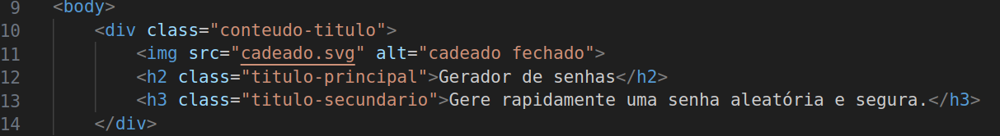 9 <body>
10 <div class="conteudo-titulo">
11 <img src="cadeado.svg" alt="cadeado fechado">
12 <h2 class="titulo-principal">Gerador de senhas</h2>
13 <h3 class="titulo-secundario">Gere rapidamente uma senha aleatória e segura.</h3>
14 </div>